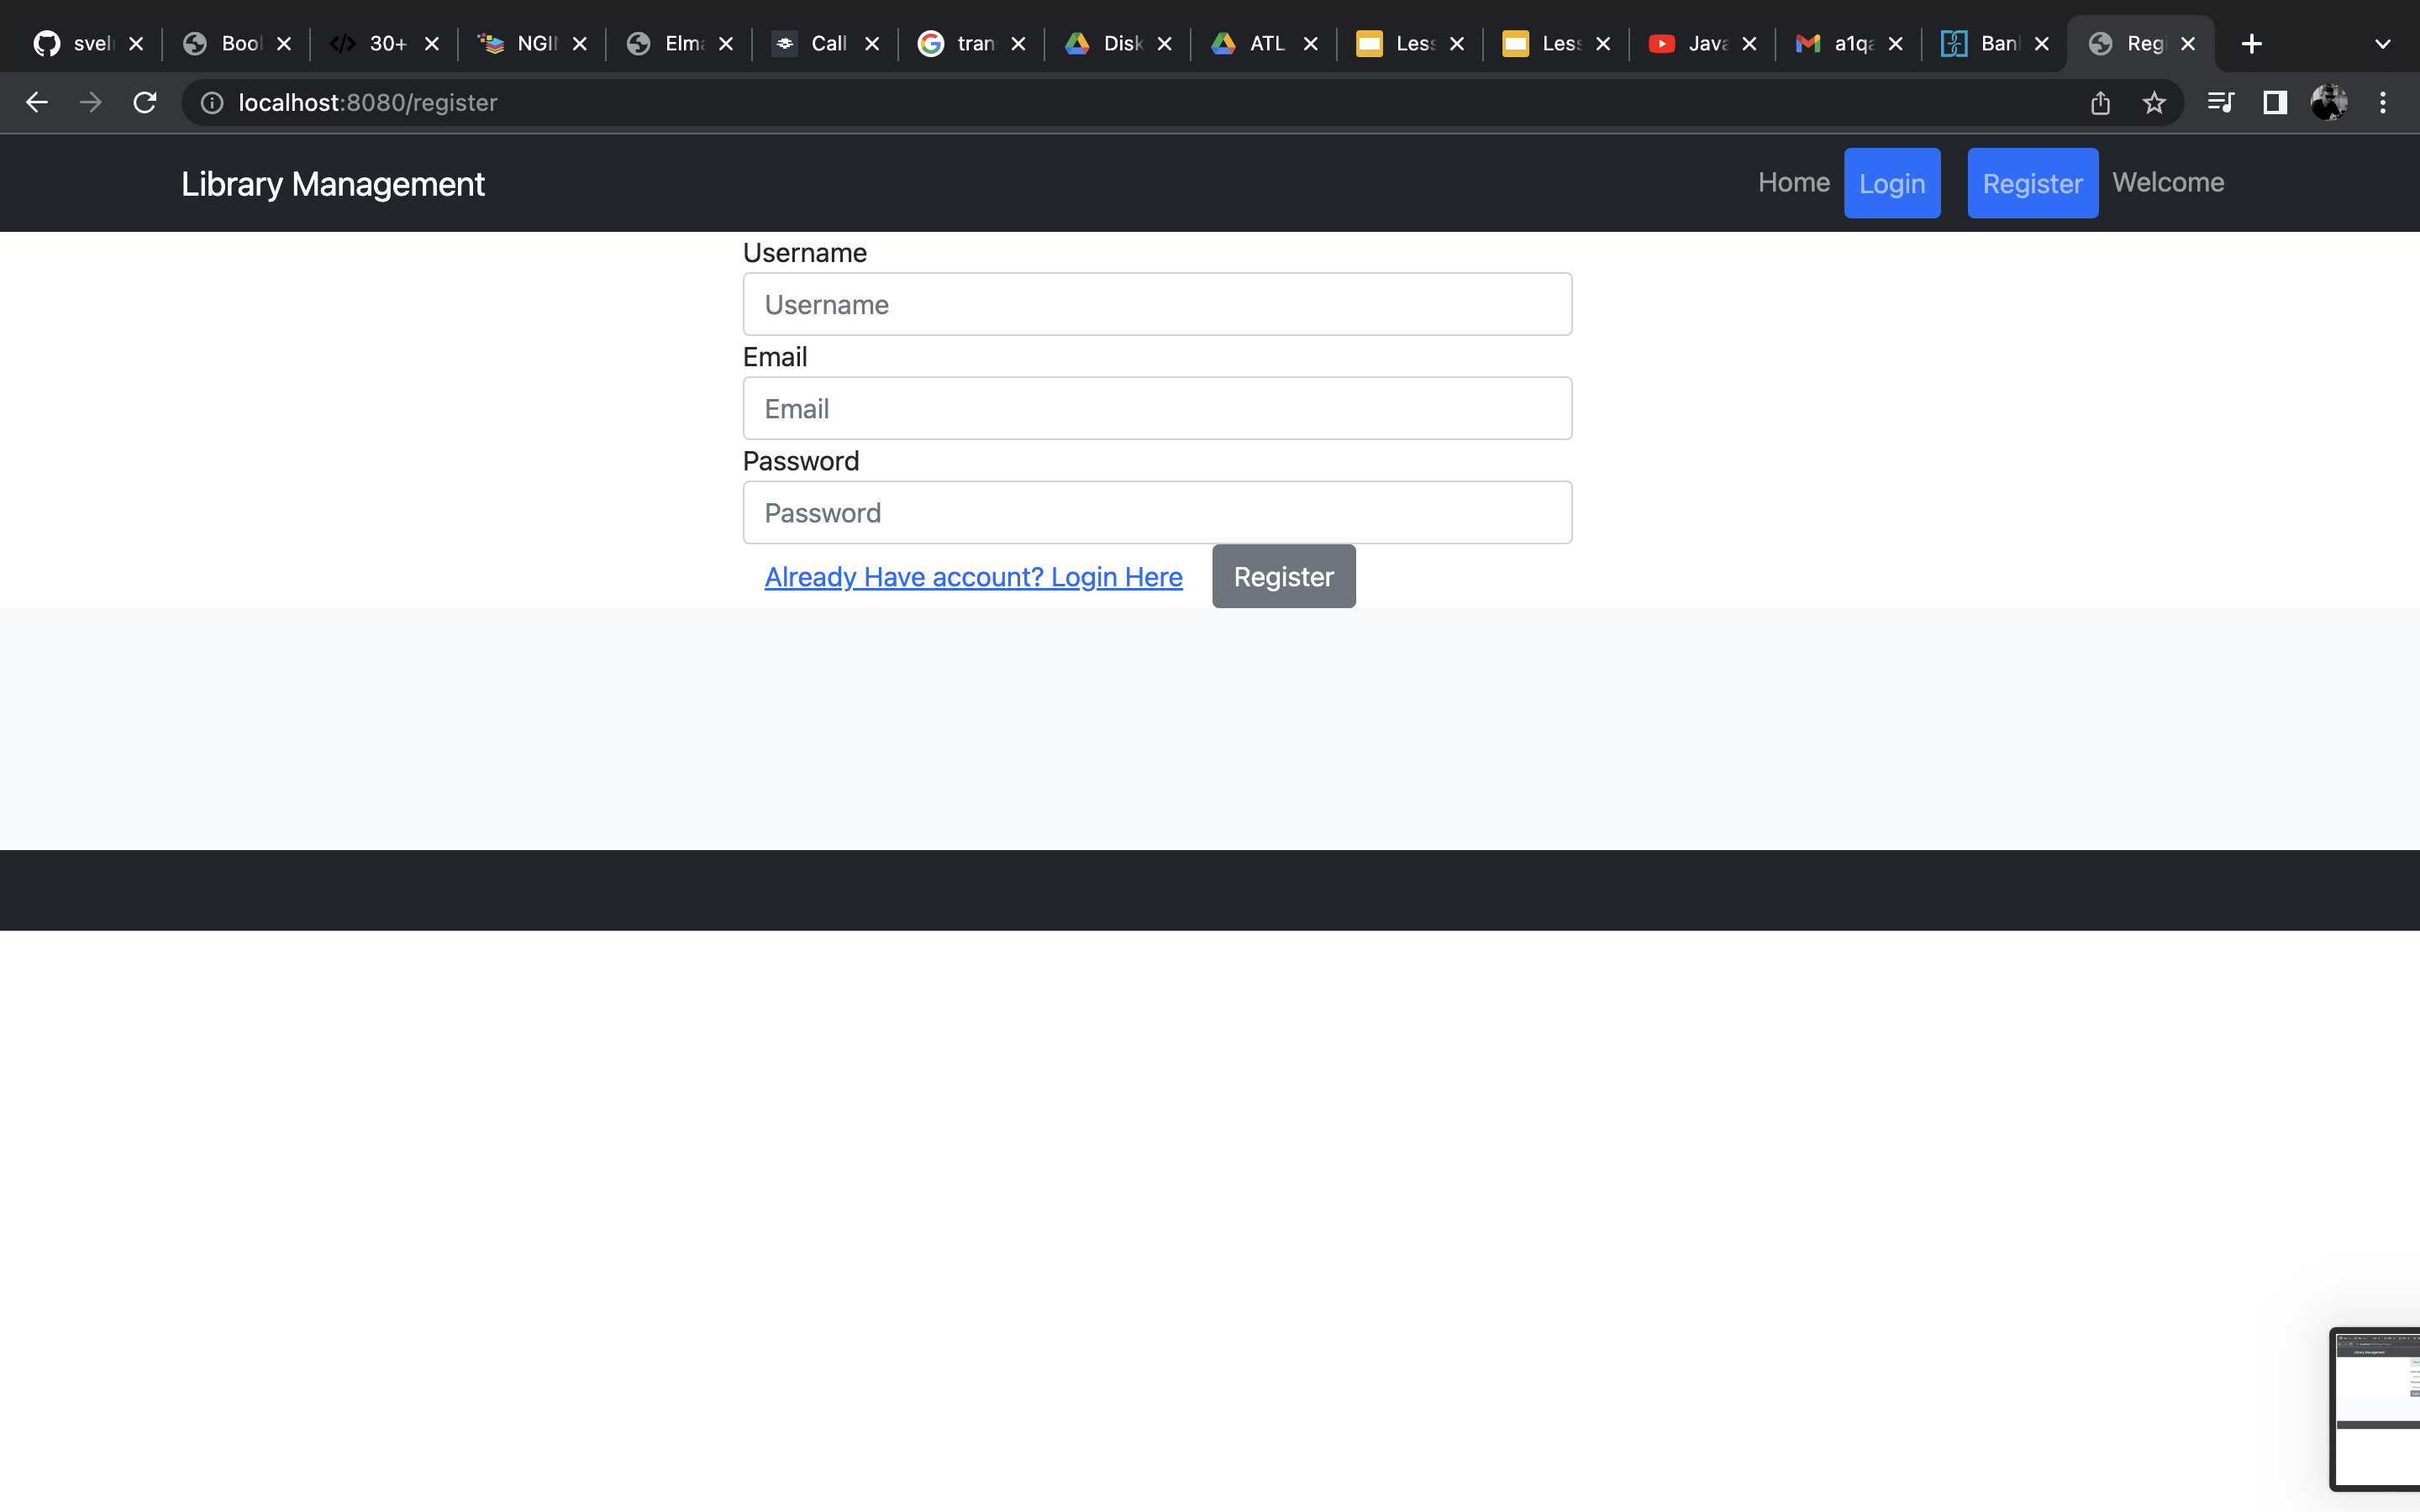 svel Bool 30+ NGI Elma Call tran Disk ATL Less Less Java a1qa Ban Reg
localhost:8080/register
Library Management Home Login Register Welcome
Username
Username
Email
Email
Password
Password
Already Have account? Login Here Register